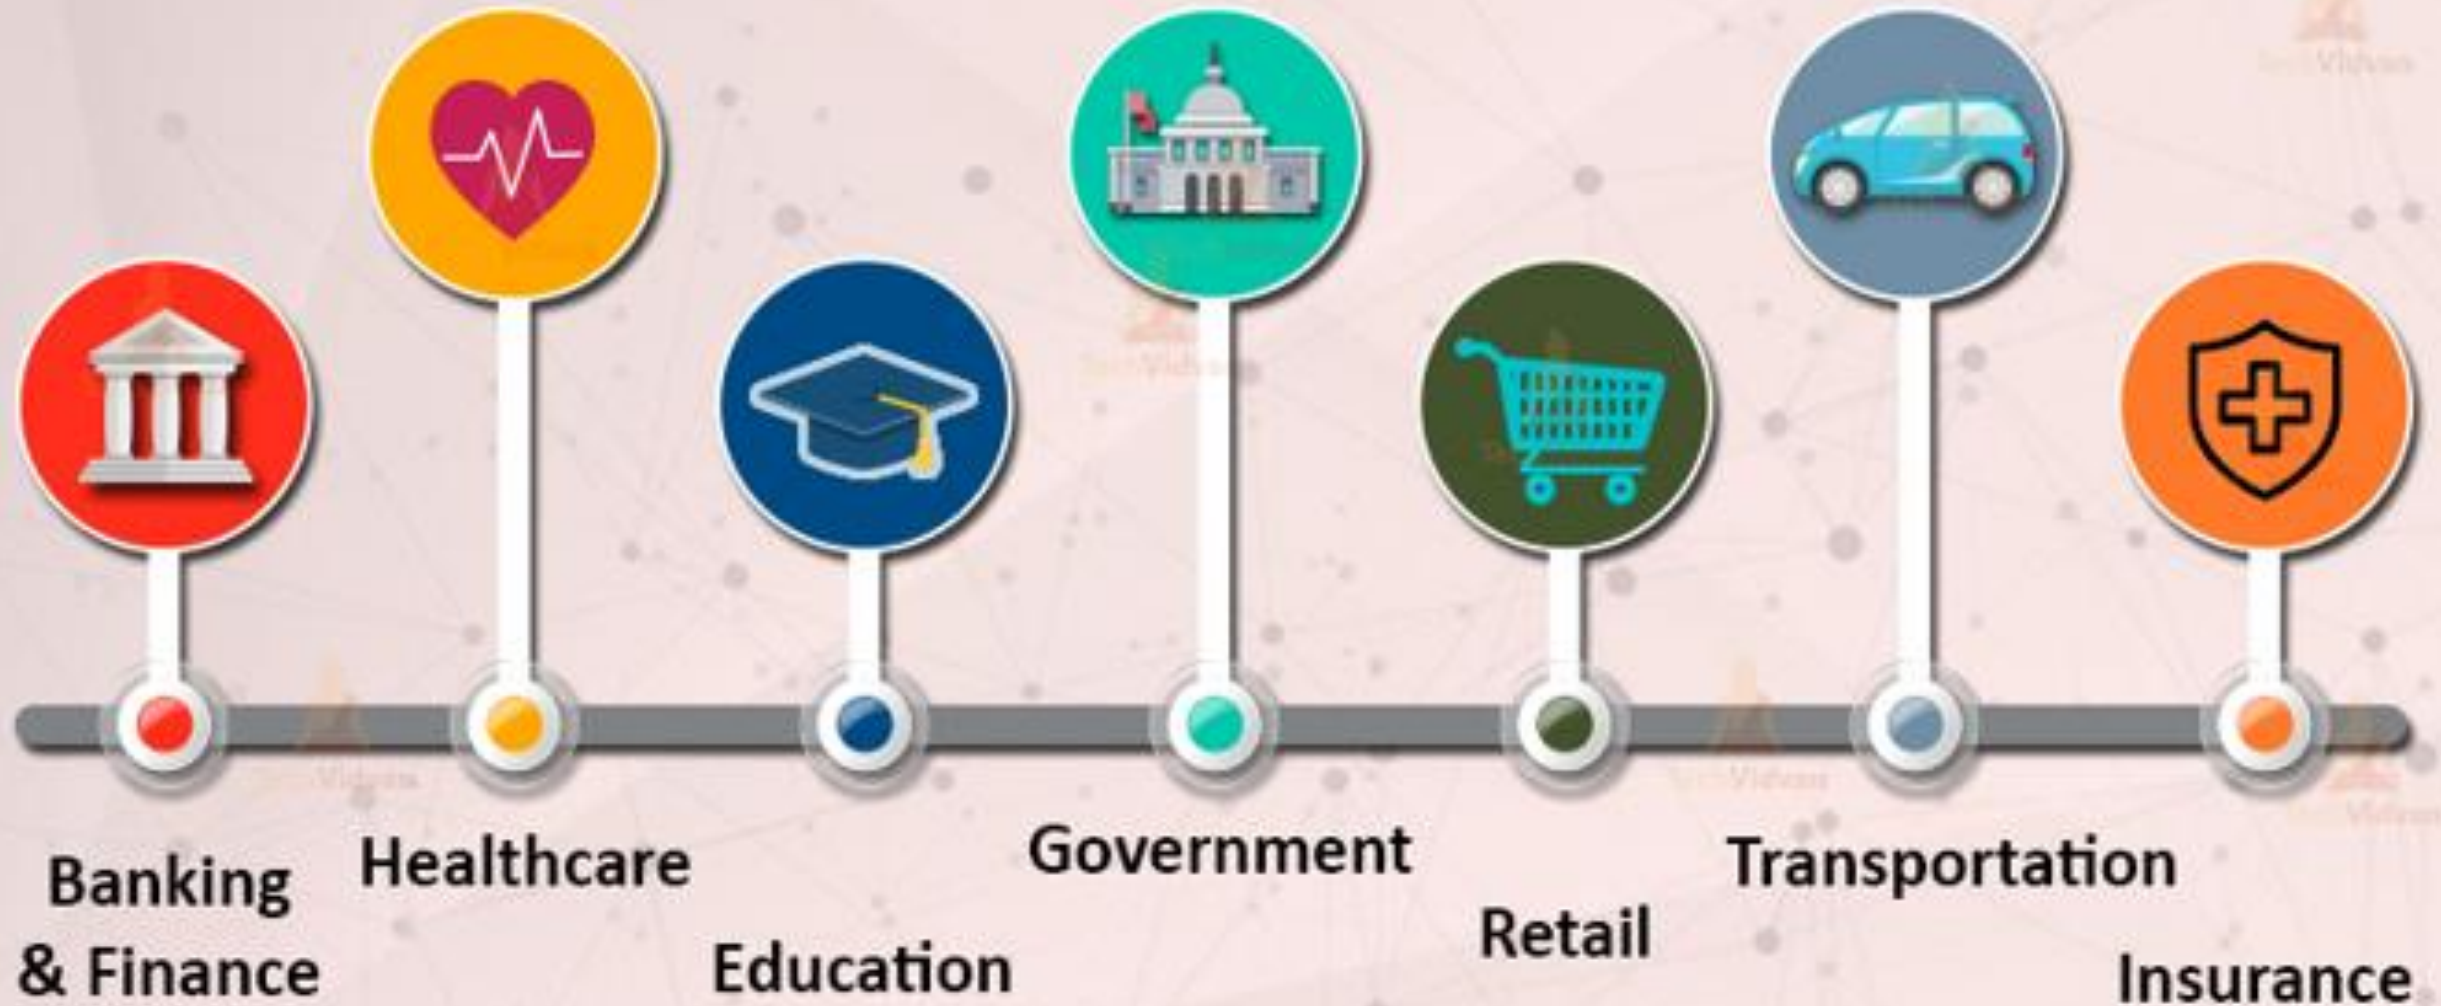 Banking
& Finance
Healthcare
Education
Government
Retail
Transportation
Insurance